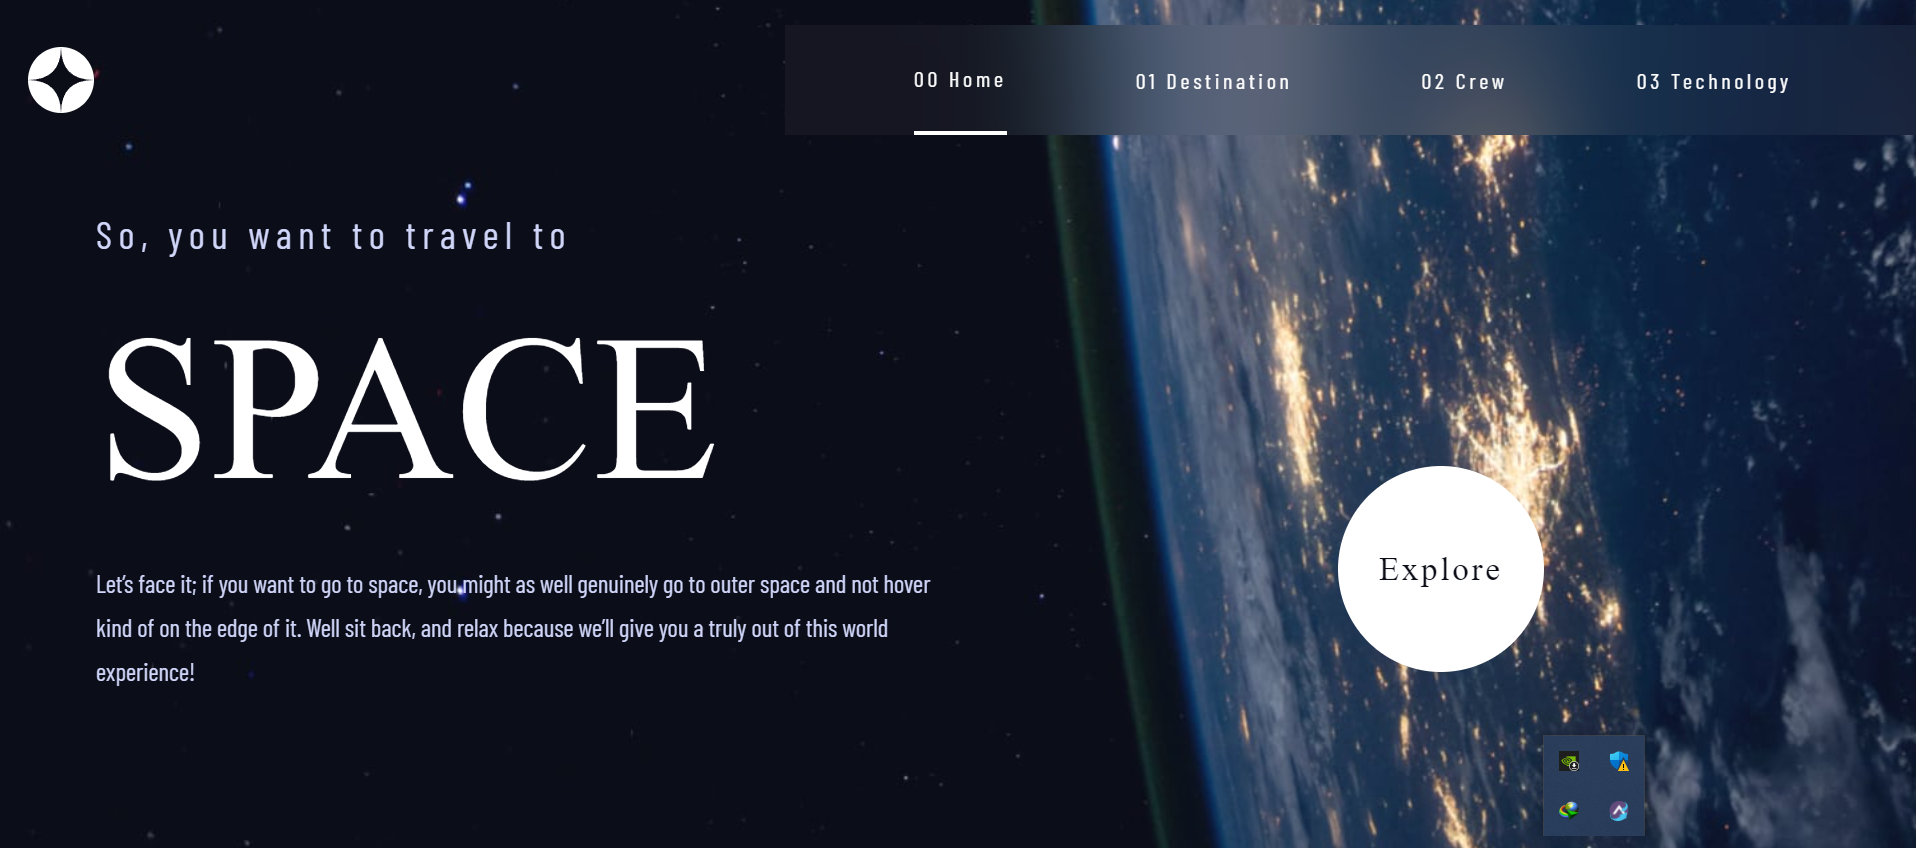 00 Home
01 Destination
02 Crew
03 Technology
So, you want to travel to
SPACE
Let's face it; if you want to go to space, you might as well genuinely go to outer space and not hover
kind of on the edge of it. Well sit back, and relax because we'll give you a truly out of this world
experience!
Explore